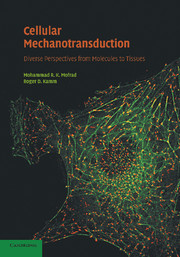 Cellular
Mechanotransduction
Diverse Perspectives from Molecules to Tissues
Mohammad R. K. Mofrad
Roger D. Kamm
CAMBRIDGE